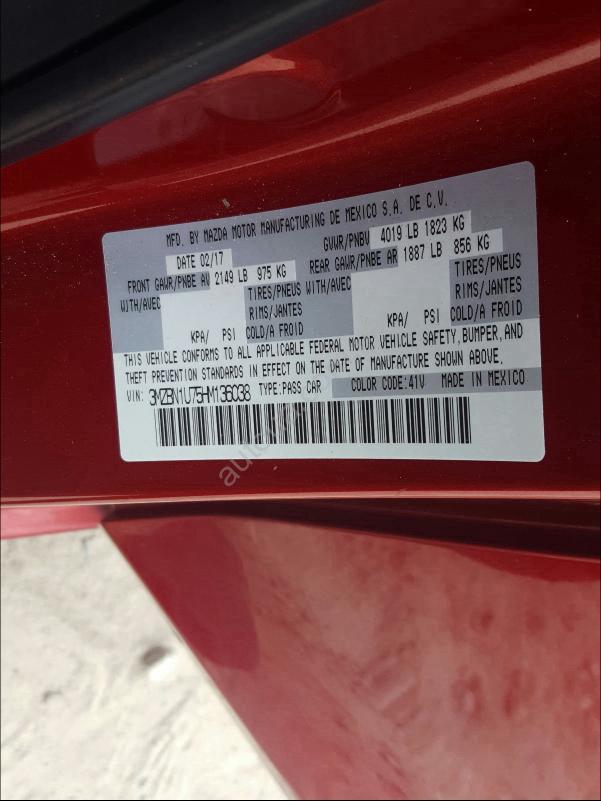 MFD. BY MAZDA MOTOR MANUFACTURING DE MEXICO S.A. DE C.V.
DATE 02/17 GVWR/PNBV 4019 LB 1823 KG
FRONT GAWR/PNBE AV 2149 LB 975 KG REAR GAWR/PNBE AR 1887 LB 856 KG
WITH/AVEC TIRES/PNEUS WITH/AVEC TIRES/PNEUS
RIMS/JANTES RIMS/JANTES
KPA/ PSI COLD/A FROID KPA/ PSI COLD/A FROID
THIS VEHICLE CONFORMS TO ALL APPLICABLE FEDERAL MOTOR VEHICLE SAFETY, BUMPER, AND
THEFT PREVENTION STANDARDS IN EFFECT ON THE DATE OF MANUFACTURE SHOWN ABOVE.
VIN: 3MZBN1U75HM136038 TYPE:PASS CAR COLOR CODE:41V MADE IN MEXICO